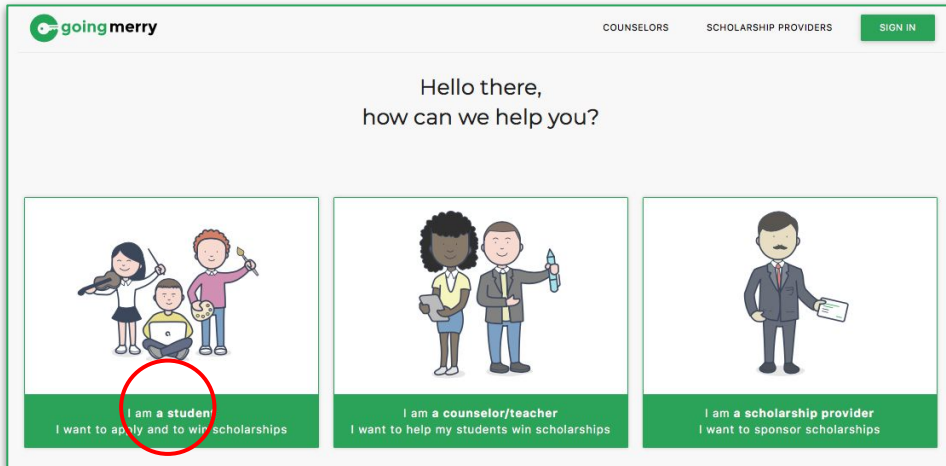 going merry
COUNSELORS
SCHOLARSHIP PROVIDERS
SIGN IN
Hello there,
how can we help you?
I am a student
I want to apply and to win scholarships
I am a counselor/teacher
I want to help my students win scholarships
I am a scholarship provider
I want to sponsor scholarships